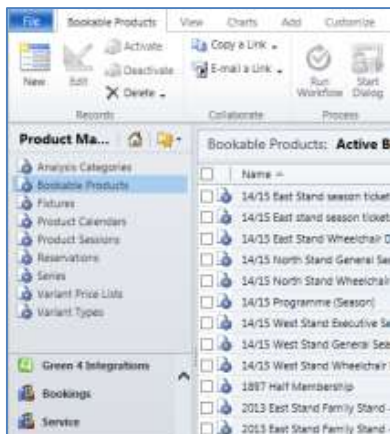 File Bookable Products View Charts Add Customize
New
Edit
Activate
Deactivate
Delete
Copy a Link
E-mail a Link
Run Workflow
Start Dialog
Records Collaborate Process
Product Ma...
Analysis Categories
Bookable Products
Fixtures
Product Calendars
Product Sessions
Reservations
Series
Variant Price Lists
Variant Types
Green 4 Integrations
Bookings
Service
Bookable Products: Active B
Name
14/15 East Stand season ticket
14/15 East stand season ticket
14/15 East Stand Wheelchair D
14/15 North Stand General Sea
14/15 North Stand Wheelchair
14/15 Programme (Season)
14/15 West Stand Executive Se
14/15 West Stand General Sea
14/15 West Stand Wheelchair
1897 Half Membership
2013 East Stand Family Stand -
2013 East Stand Family Stand -